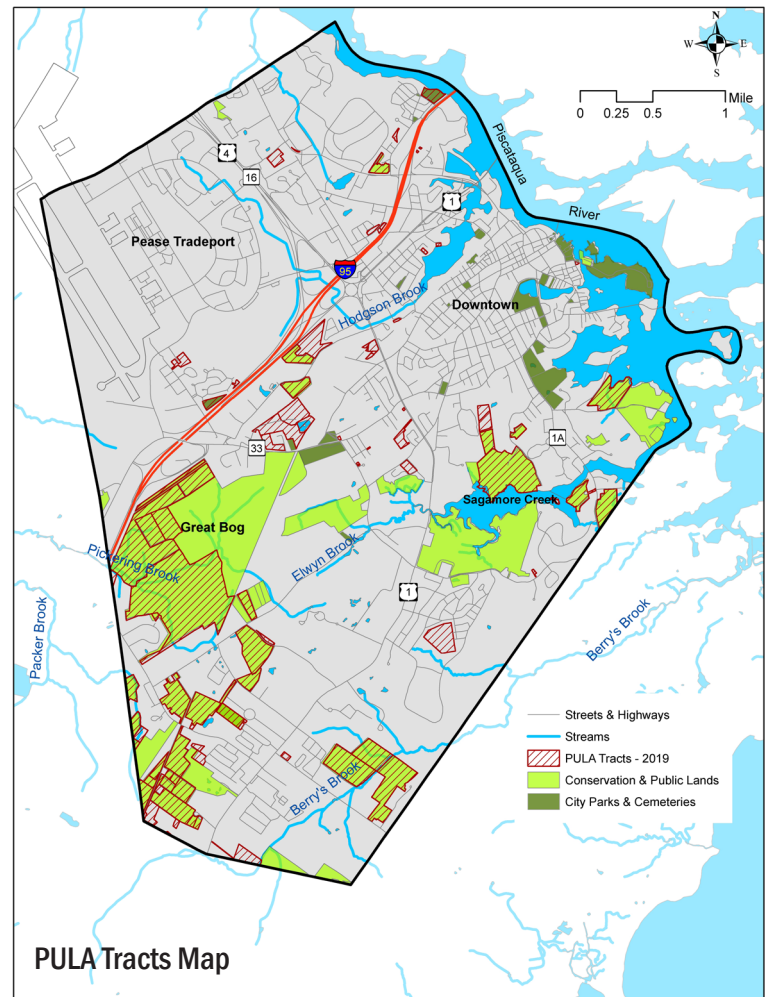 N
W E
S
Mile
0 0.25 0.5 1
Piscataqua
River
4
16
1
Pease Tradeport
95
Hodgson Brook
Downtown
33
1A
Sagamore Creek
Great Bog
Pickering Brook
Elwyn Brook
1
Packer Brook
Berry's Brook
Berry's Brook
Streets & Highways
Streams
PULA Tracts - 2019
Conservation & Public Lands
City Parks & Cemeteries
PULA Tracts Map